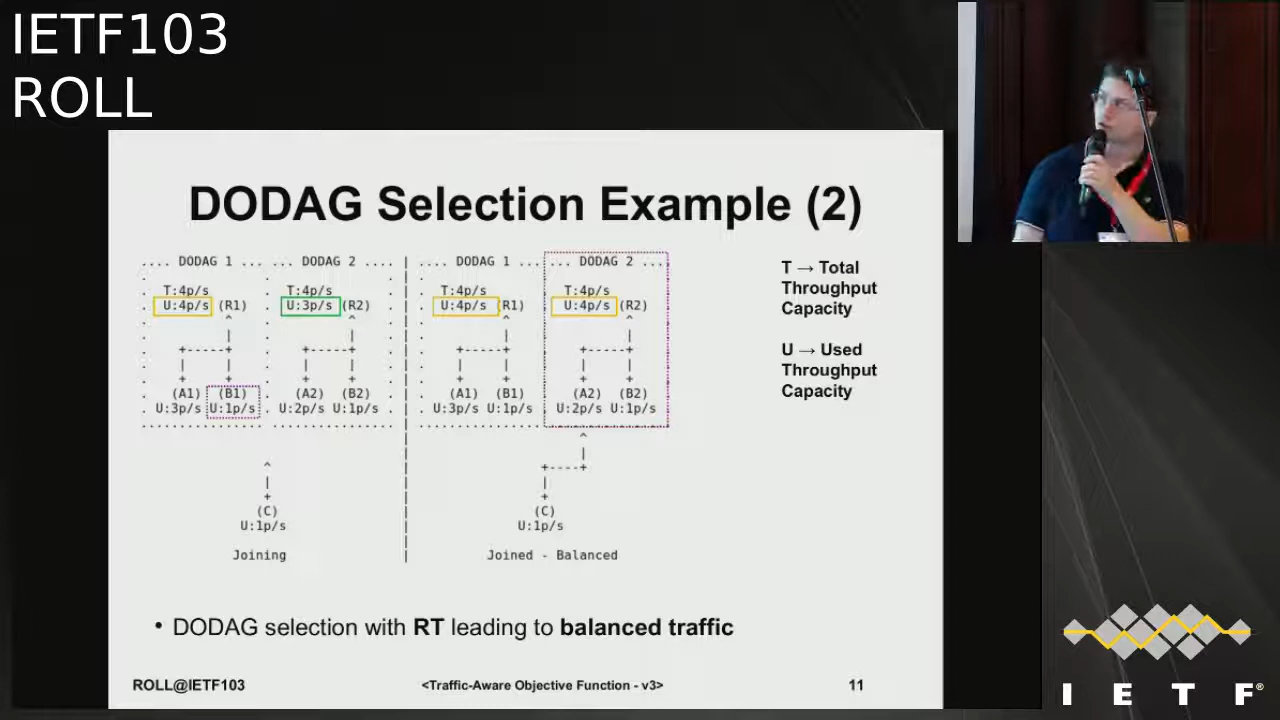 IETF103
ROLL
DODAG Selection Example (2)
.... DODAG 1 ... ... DODAG 2 .... | .... DODAG 1 ... ... DODAG 2 ....
T:4p/s T:4p/s T:4p/s T:4p/s
U:4p/s (R1) U:3p/s (R2) U:4p/s (R1) U:4p/s (R2)
(A1) (B1) (A2) (B2) (A1) (B1) (A2) (B2)
U:3p/s U:1p/s U:2p/s U:1p/s U:3p/s U:1p/s U:2p/s U:1p/s
(C) (C)
U:1p/s U:1p/s
Joining Joined - Balanced
T → Total
Throughput
Capacity
U → Used
Throughput
Capacity
• DODAG selection with RT leading to balanced traffic
ROLL@IETF103 <Traffic-Aware Objective Function - v3> 11
I E T F®